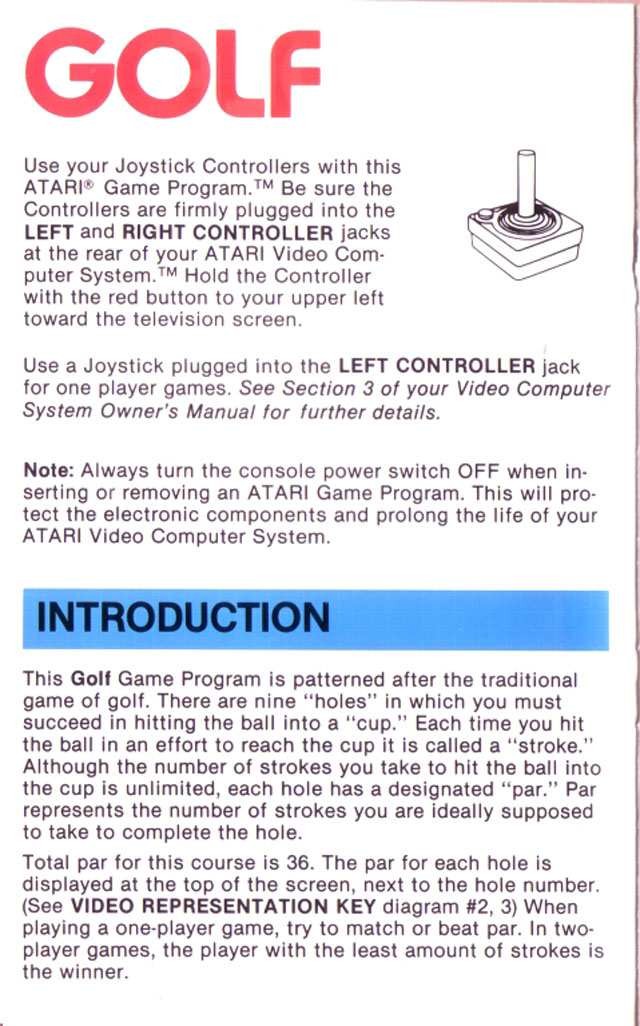 GOLF
Use your Joystick Controllers with this
ATARI® Game Program.™ Be sure the
Controllers are firmly plugged into the
LEFT and RIGHT CONTROLLER jacks
at the rear of your ATARI Video Com-
puter System.™ Hold the Controller
with the red button to your upper left
toward the television screen.
Use a Joystick plugged into the LEFT CONTROLLER jack
for one player games. See Section 3 of your Video Computer
System Owner's Manual for further details.
Note: Always turn the console power switch OFF when in-
serting or removing an ATARI Game Program. This will pro-
tect the electronic components and prolong the life of your
ATARI Video Computer System.
INTRODUCTION
This Golf Game Program is patterned after the traditional
game of golf. There are nine "holes" in which you must
succeed in hitting the ball into a "cup." Each time you hit
the ball in an effort to reach the cup it is called a "stroke."
Although the number of strokes you take to hit the ball into
the cup is unlimited, each hole has a designated "par." Par
represents the number of strokes you are ideally supposed
to take to complete the hole.
Total par for this course is 36. The par for each hole is
displayed at the top of the screen, next to the hole number.
(See VIDEO REPRESENTATION KEY diagram #2, 3) When
playing a one-player game, try to match or beat par. In two-
player games, the player with the least amount of strokes is
the winner.